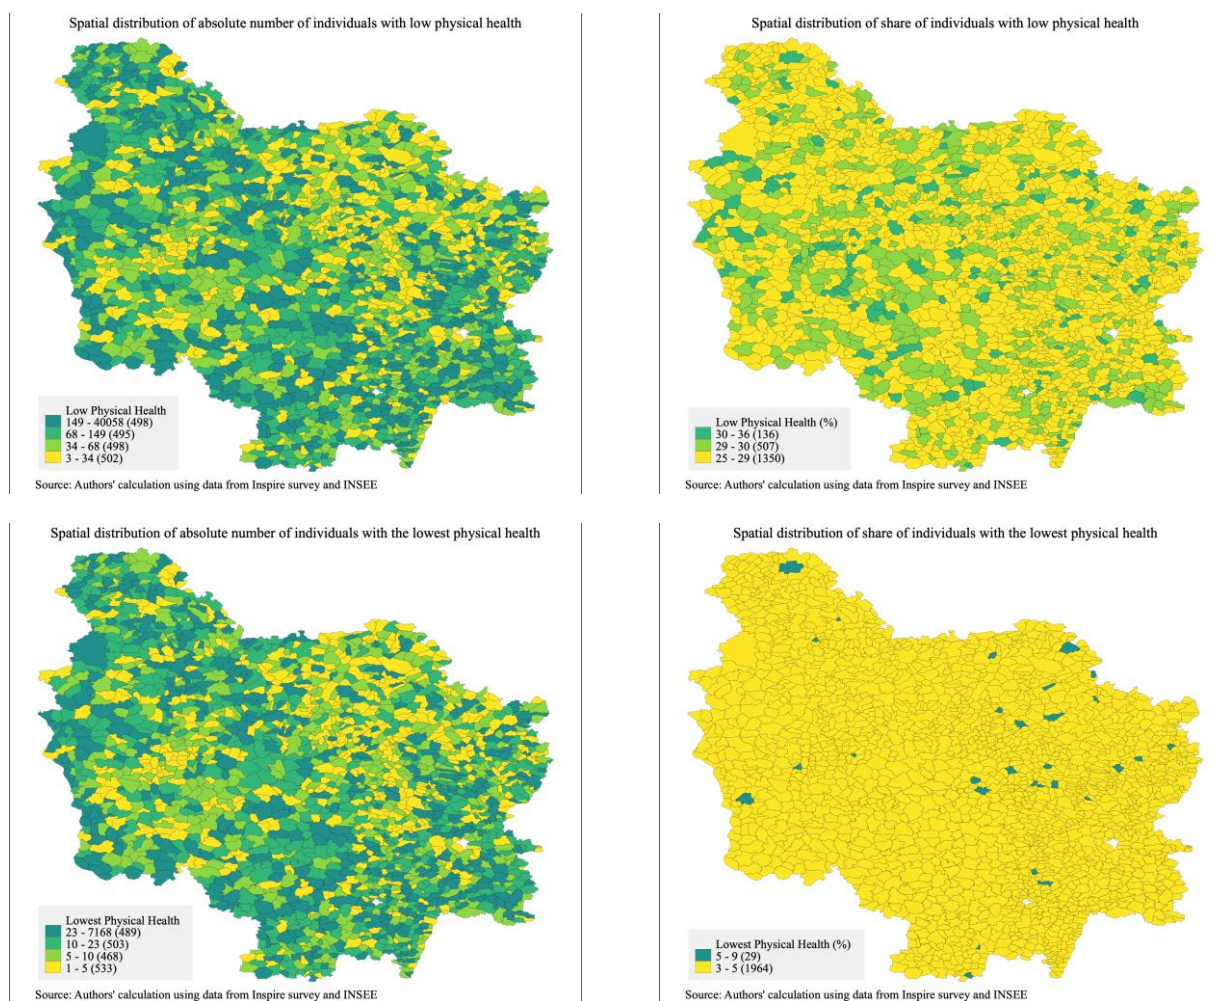 Spatial distribution of absolute number of individuals with low physical health
Low Physical Health
149 - 40058 (498)
68 - 149 (495)
34 - 68 (498)
3 - 34 (502)
Source: Authors' calculation using data from Inspire survey and INSEE
Spatial distribution of share of individuals with low physical health
Low Physical Health (%)
30 - 36 (136)
29 - 30 (507)
25 - 29 (1350)
Source: Authors' calculation using data from Inspire survey and INSEE
Spatial distribution of absolute number of individuals with the lowest physical health
Lowest Physical Health
23 - 7168 (489)
10 - 23 (503)
5 - 10 (468)
1 - 5 (533)
Source: Authors' calculation using data from Inspire survey and INSEE
Spatial distribution of share of individuals with the lowest physical health
Lowest Physical Health (%)
5 - 9 (29)
3 - 5 (1964)
Source: Authors' calculation using data from Inspire survey and INSEE